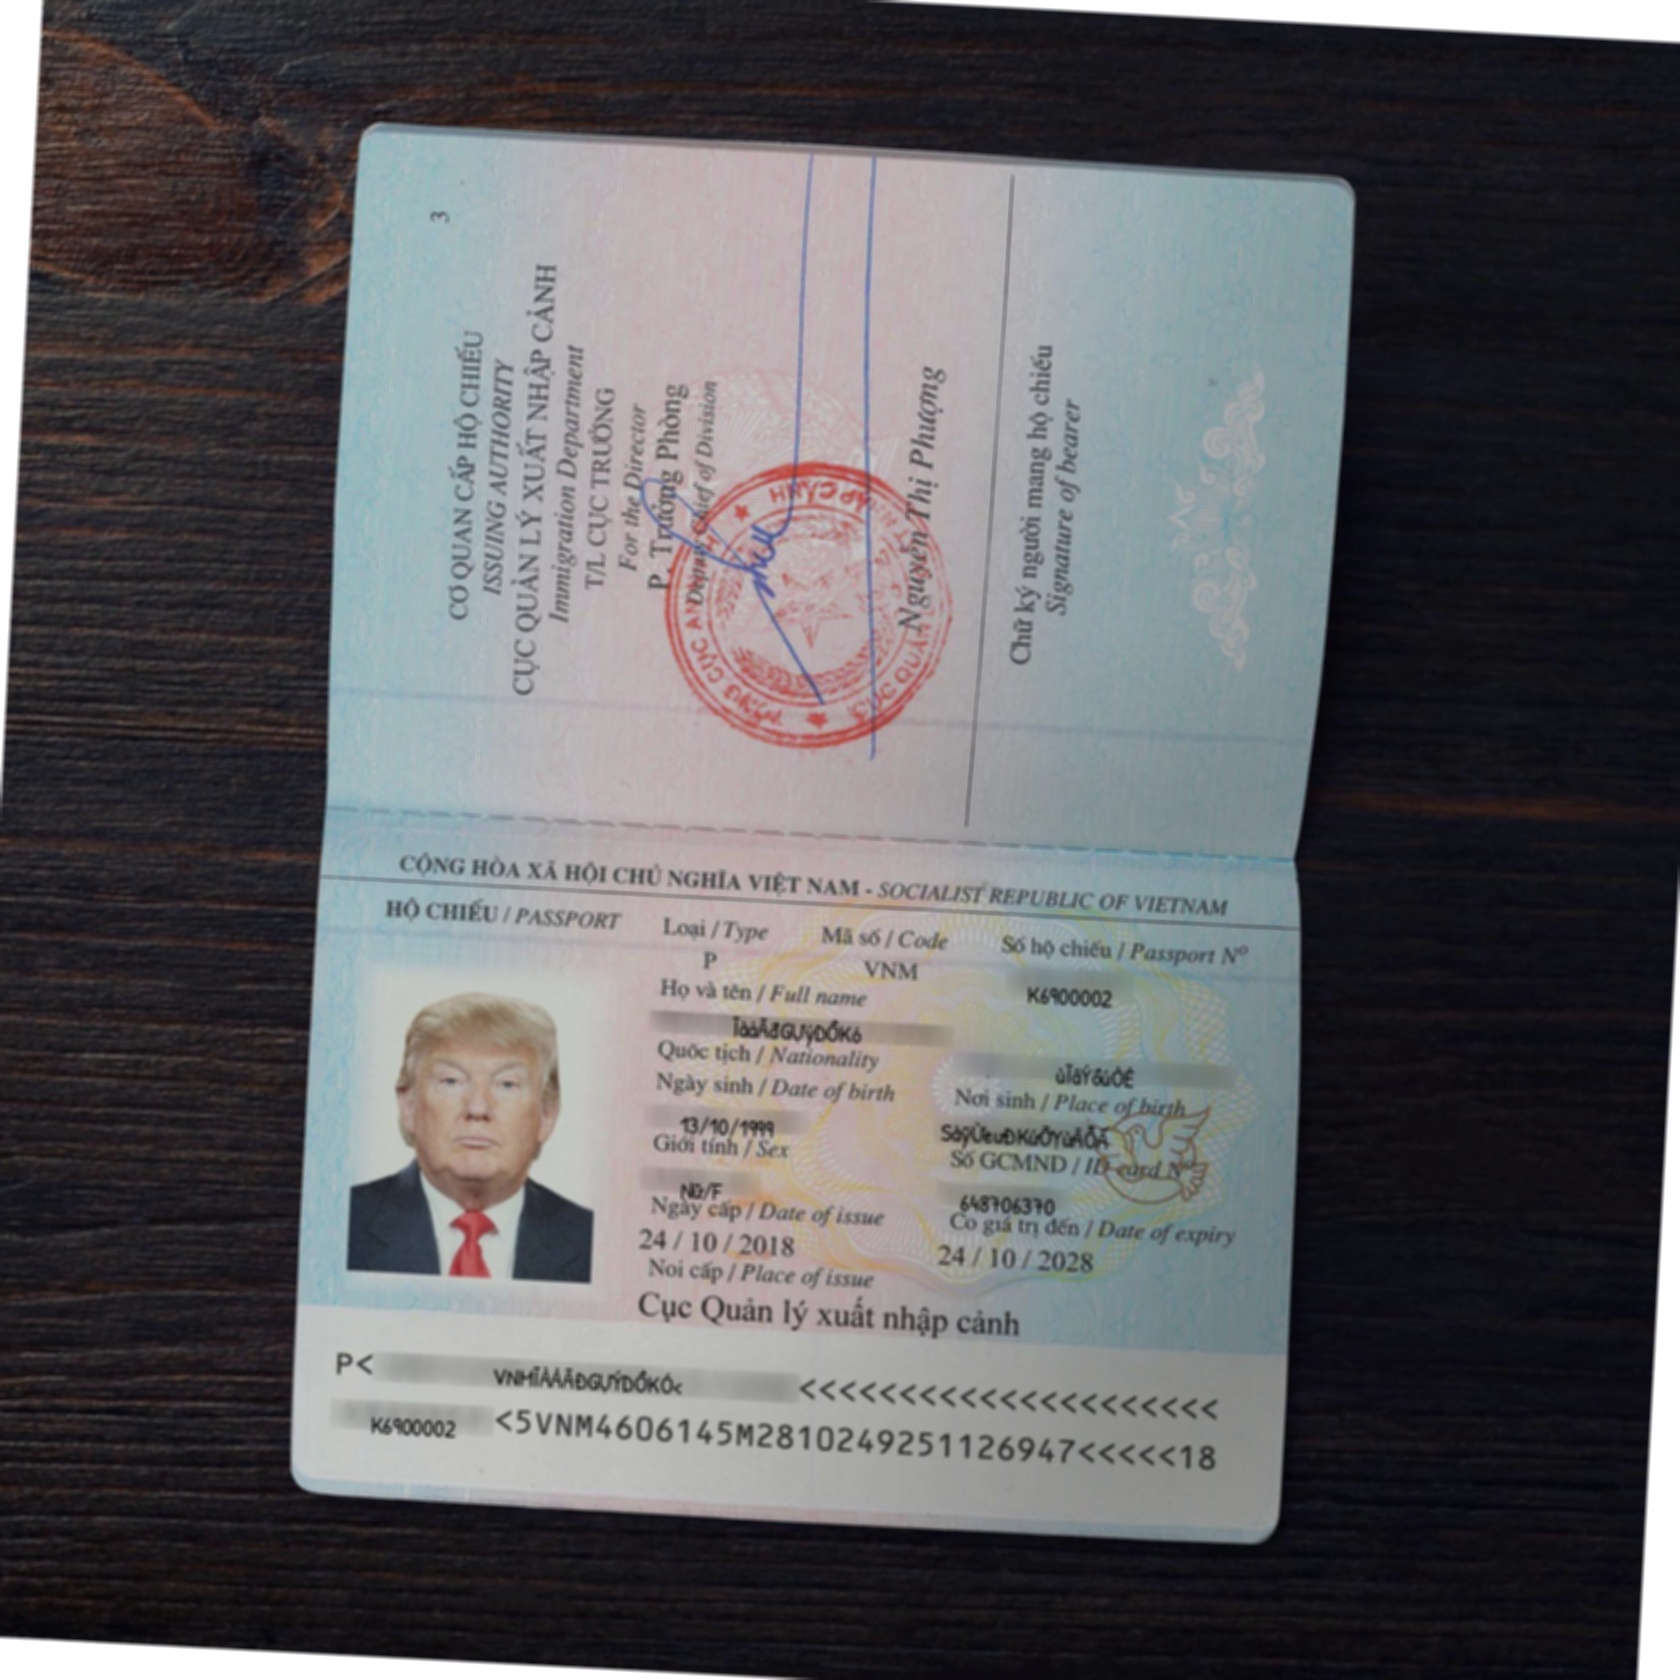 3
CƠ QUAN CẤP HỘ CHIẾU
ISSUING AUTHORITY
CỤC QUẢN LÝ XUẤT NHẬP CẢNH
Immigration Department
T/L CỤC TRƯỞNG
For the Director
P. Trưởng Phòng
Deputy Chief of Division
Nguyễn Thị Phượng
Chữ ký người mang hộ chiếu
Signature of bearer
CỘNG HÒA XÃ HỘI CHỦ NGHĨA VIỆT NAM - SOCIALIST REPUBLIC OF VIETNAM
HỘ CHIẾU / PASSPORT Loại / Type Mã số / Code Số hộ chiếu / Passport Nº
P VNM K6900002
Họ và tên / Full name
Quốc tịch / Nationality
Ngày sinh / Date of birth Nơi sinh / Place of birth
13/10/1999
Giới tính / Sex Số GCMND / ID card Nº
Nữ/F 648706370
Ngày cấp / Date of issue Có giá trị đến / Date of expiry
24 / 10 / 2018 24 / 10 / 2028
Nơi cấp / Place of issue
Cục Quản lý xuất nhập cảnh
P< <<<<<<<<<<<<<<<<<<<<<<
K6900002 <5VNM4606145M2810249251126947<<<<<18